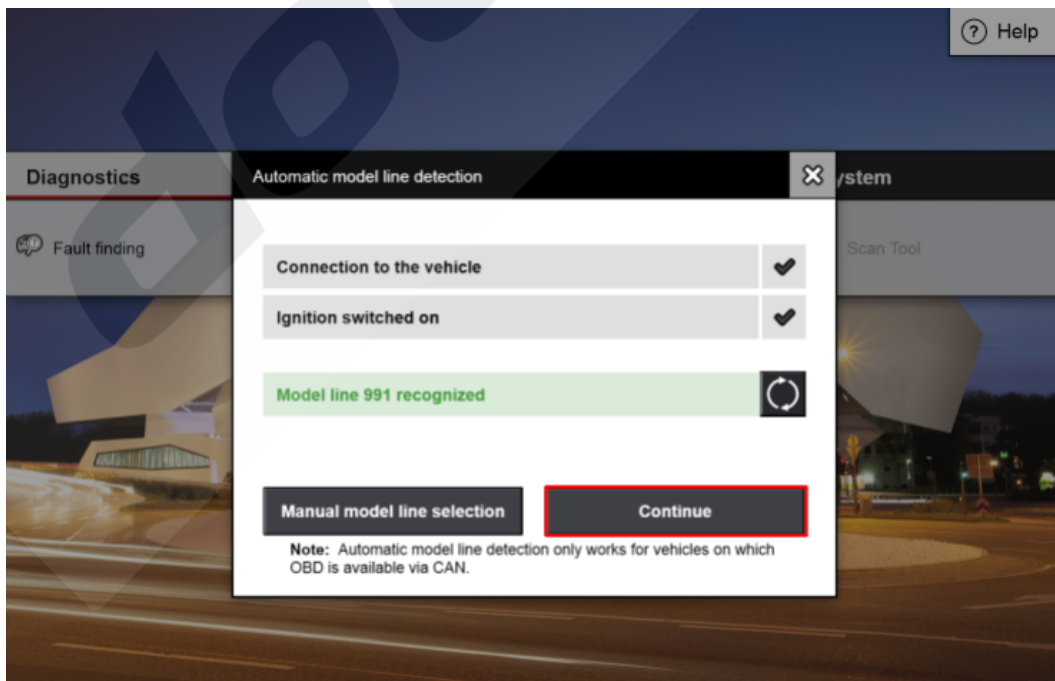 ? Help
Diagnostics
Automatic model line detection
ystem
Fault finding
Scan Tool
Connection to the vehicle
Ignition switched on
Model line 991 recognized
Manual model line selection
Continue
Note: Automatic model line detection only works for vehicles on which
OBD is available via CAN.